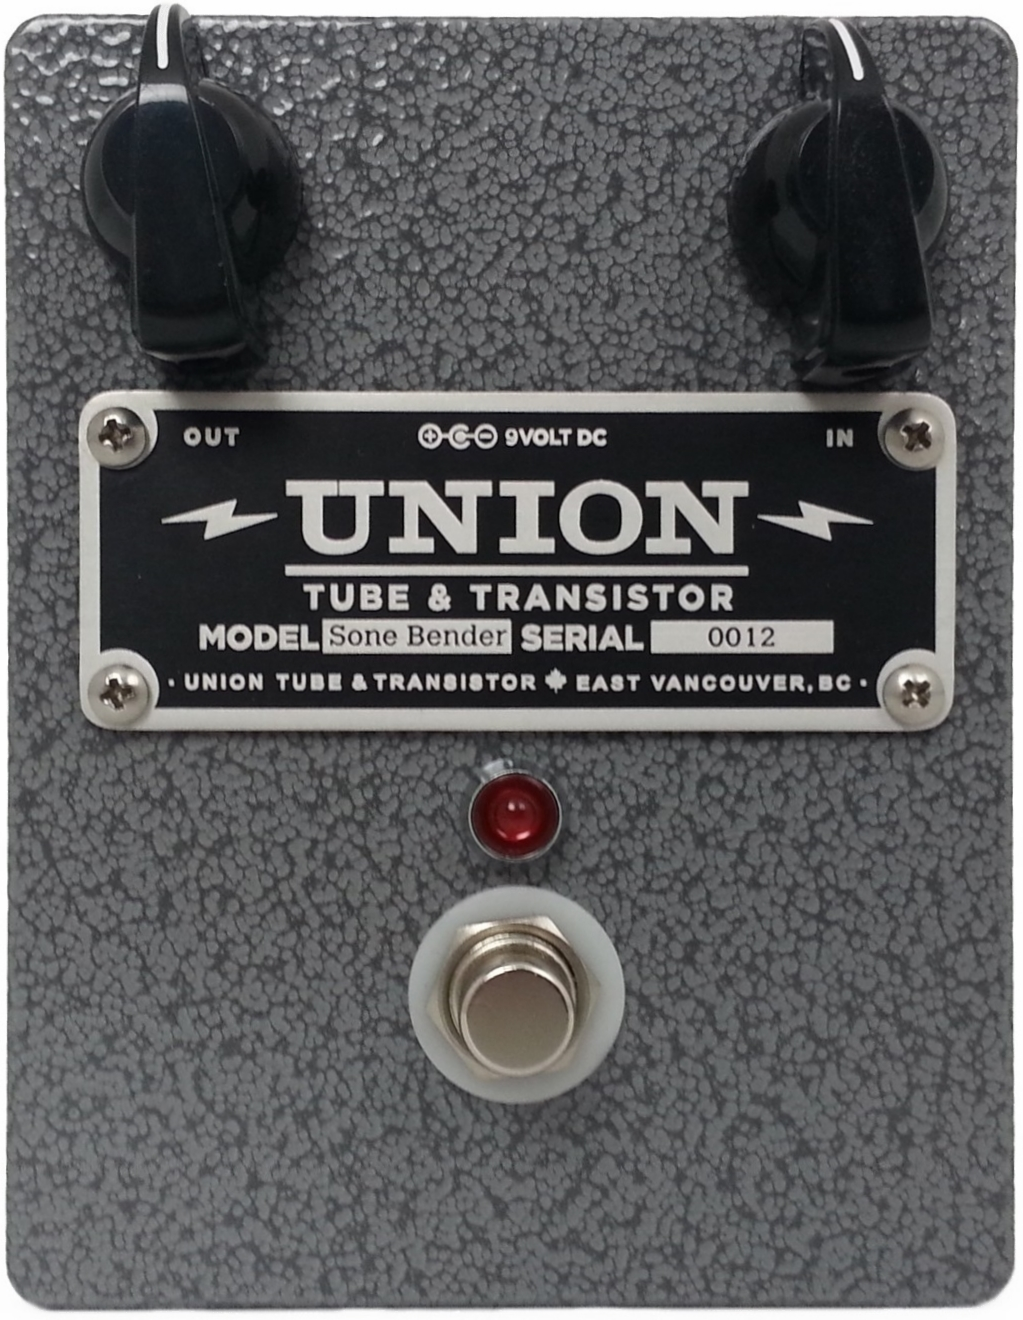 OUT 9VOLT DC IN
UNION
TUBE & TRANSISTOR
MODEL Sone Bender SERIAL 0012
· UNION TUBE & TRANSISTOR EAST VANCOUVER, BC ·